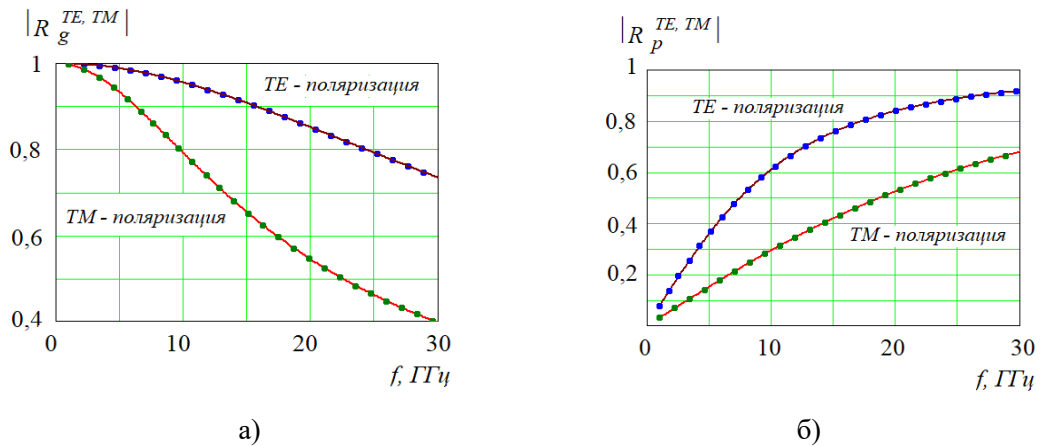 | R g TE, TM |
1
0,8
0,6
0,4
TE - поляризация
TM - поляризация
0 10 20 30
f, ГГц
а)
| R p TE, TM |
1
0,8
0,6
0,4
0,2
TE - поляризация
TM - поляризация
0 10 20 30
f, ГГц
б)